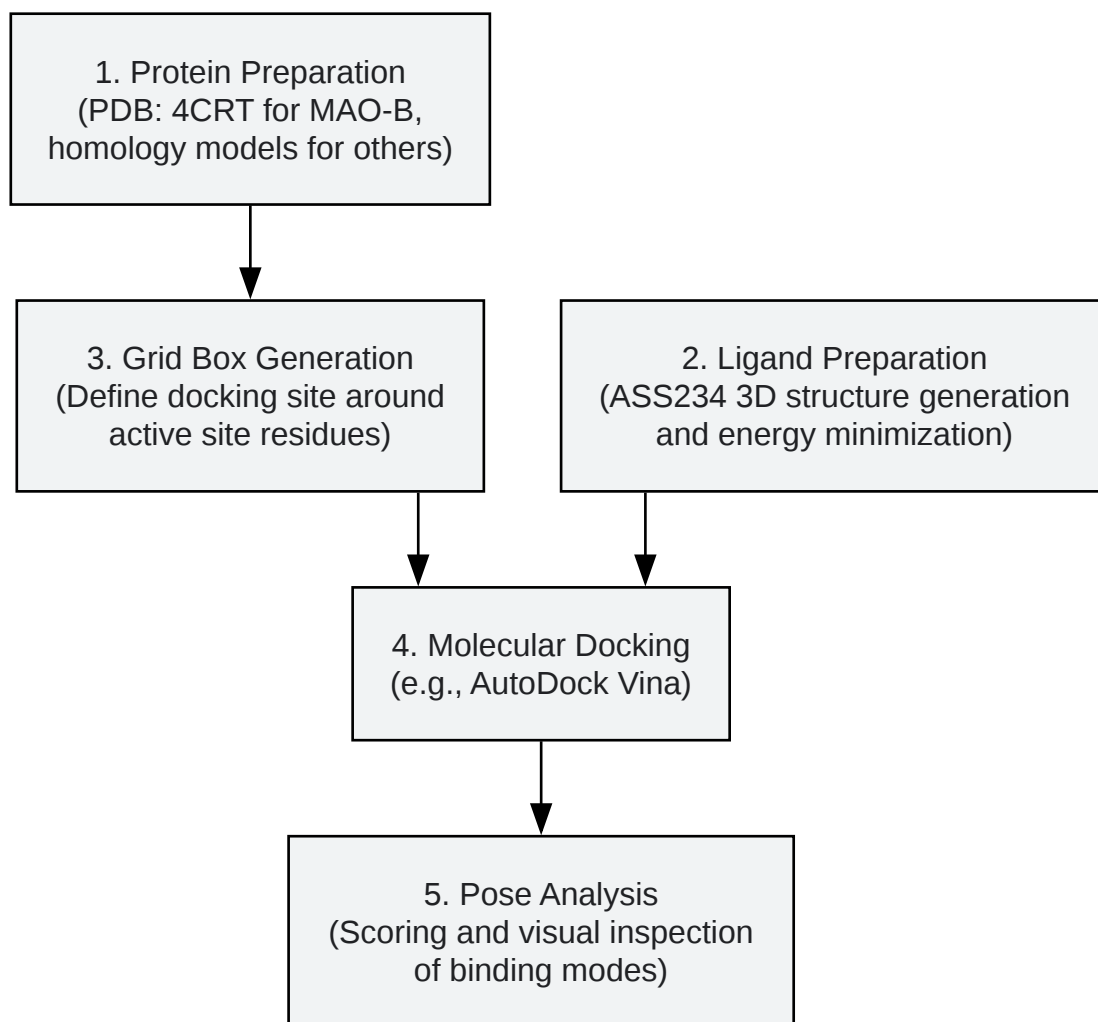 1. Protein Preparation
(PDB: 4CRT for MAO-B,
homology models for others)
3. Grid Box Generation
(Define docking site around
active site residues)
2. Ligand Preparation
(ASS234 3D structure generation
and energy minimization)
4. Molecular Docking
(e.g., AutoDock Vina)
5. Pose Analysis
(Scoring and visual inspection
of binding modes)